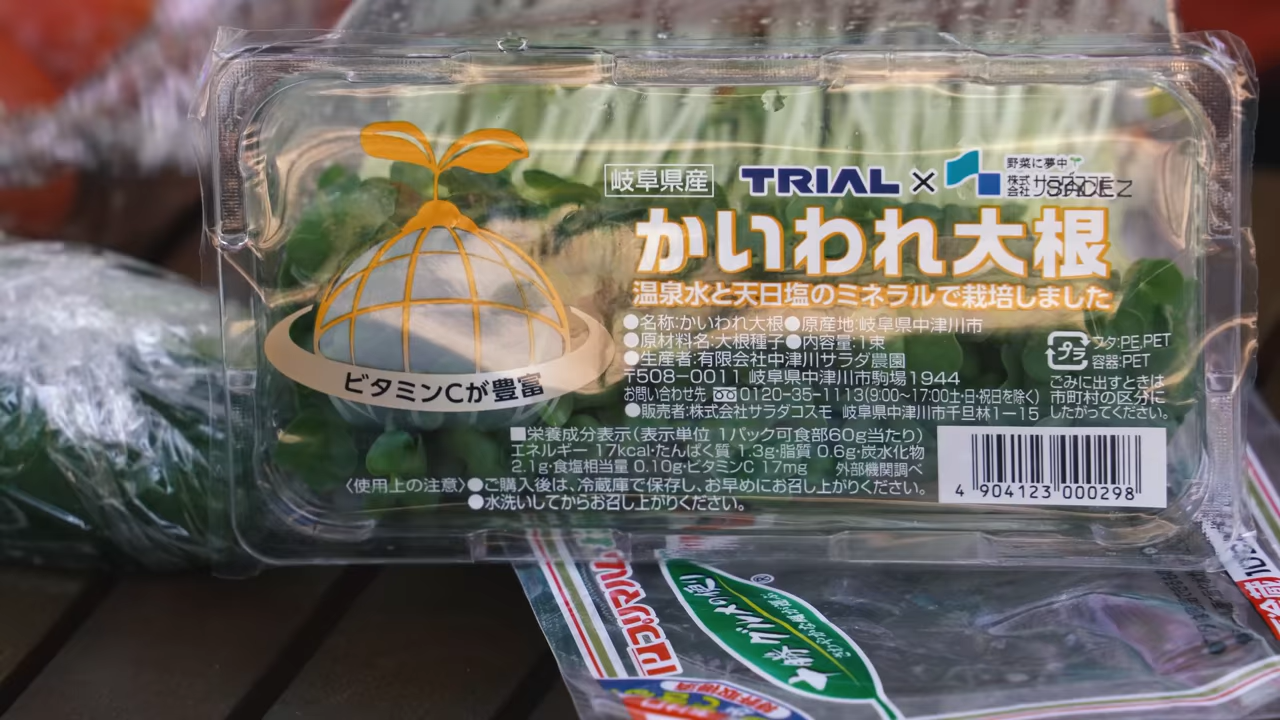 岐阜県産 TRIAL × 野菜に夢中
株式会社 サラダコスモ
かいわれ大根
温泉水と天日塩のミネラルで栽培しました
ビタミンCが豊富
●名称:かいわれ大根●原産地:岐阜県中津川市
●原材料名:大根種子●内容量:1束
●生産者:有限会社中津川サラダ農園
〒508-0011 岐阜県中津川市駒場1944
お問い合わせ先 0120-35-1113(9:00〜17:00土・日・祝日を除く)
●販売者:株式会社サラダコスモ 岐阜県中津川市千旦林1-15
プラ
フタ:PE,PET
容器:PET
ごみに出すときは
市町村の区分に
したがってください。
■栄養成分表示(表示単位 1パック可食部60g当たり)
エネルギー 17kcal・たんぱく質 1.3g・脂質 0.6g・炭水化物
2.1g・食塩相当量 0.10g・ビタミンC 17mg 外部機関調べ
〈使用上の注意〉●ご購入後は、冷蔵庫で保存し、お早めにお召し上がりください。
●水洗いしてからお召し上がりください。
4 904123 000298